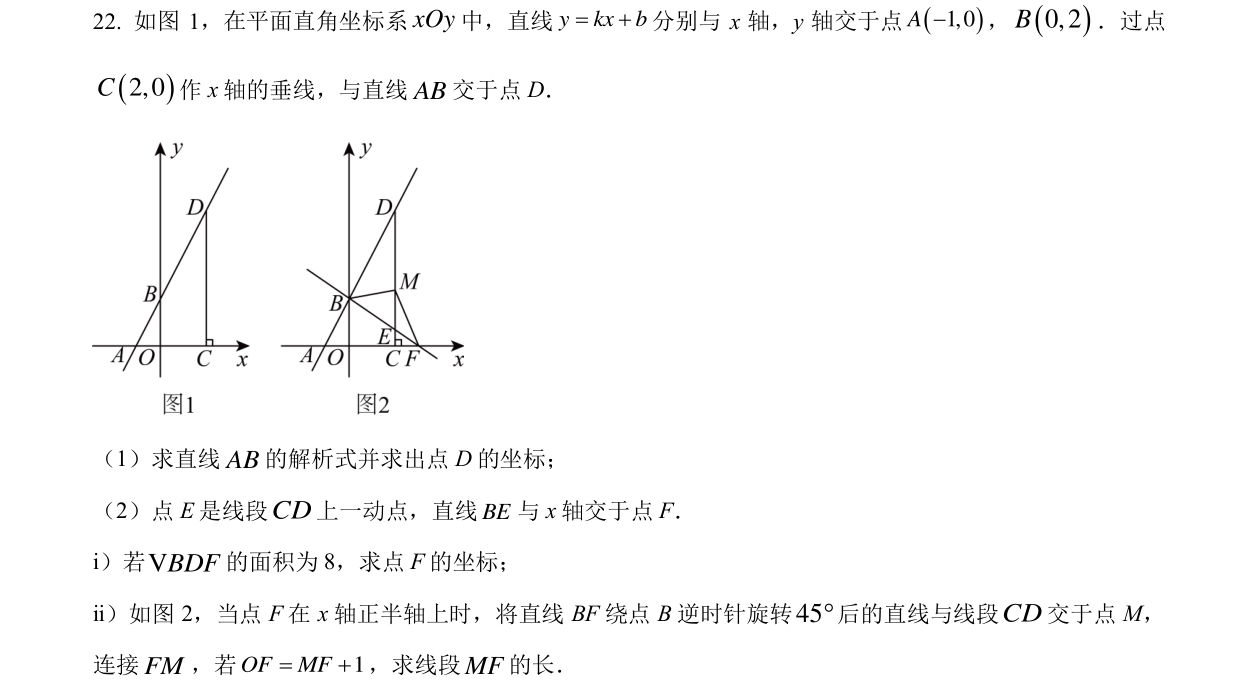 22. 如图 1，在平面直角坐标系 xOy 中，直线 y = kx + b 分别与 x 轴，y 轴交于点 A(−1,0)，B(0,2)．过点
C(2,0) 作 x 轴的垂线，与直线 AB 交于点 D．
y
D
B
A
O
C
x
图1
y
D
M
B
E
A
O
C
F
x
图2
（1）求直线 AB 的解析式并求出点 D 的坐标；
（2）点 E 是线段 CD 上一动点，直线 BE 与 x 轴交于点 F．
i）若 VBDF 的面积为 8，求点 F 的坐标；
ii）如图 2，当点 F 在 x 轴正半轴上时，将直线 BF 绕点 B 逆时针旋转 45° 后的直线与线段 CD 交于点 M，
连接 FM ，若 OF = MF +1，求线段 MF 的长．